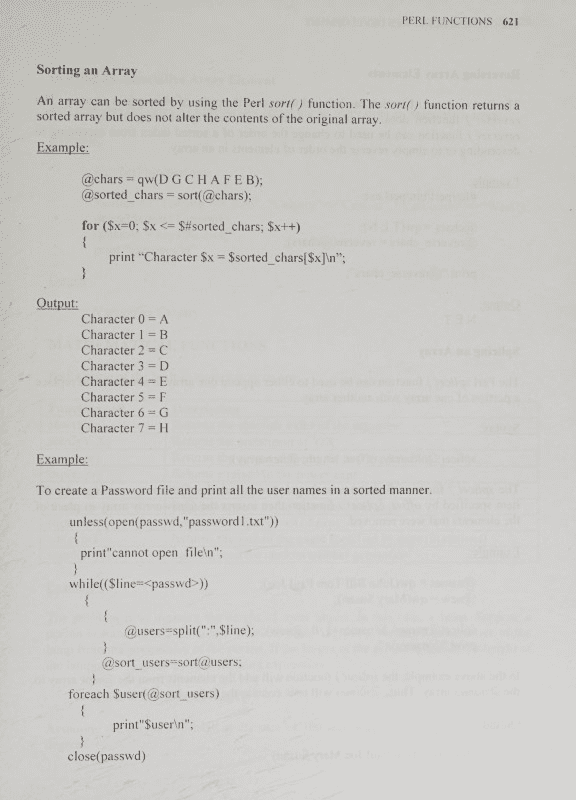 PERL FUNCTIONS 621
Sorting an Array
An array can be sorted by using the Perl sort( ) function. The sort( ) function returns a
sorted array but does not alter the contents of the original array.
Example:
@chars = qw(D G C H A F E B);
@sorted_chars = sort(@chars);
for ($x=0; $x <= $#sorted_chars; $x++)
{
print “Character $x = $sorted_chars[$x]\n”;
}
Output:
Character 0 = A
Character 1 = B
Character 2 = C
Character 3 = D
Character 4 = E
Character 5 = F
Character 6 = G
Character 7 = H
Example:
To create a Password file and print all the user names in a sorted manner.
unless(open(passwd,"password1.txt"))
{
print"cannot open file\n";
}
while(($line=<passwd>))
{
{
@users=split(":",$line);
}
@sort_users=sort@users;
}
foreach $user(@sort_users)
{
print"$user\n";
}
close(passwd)